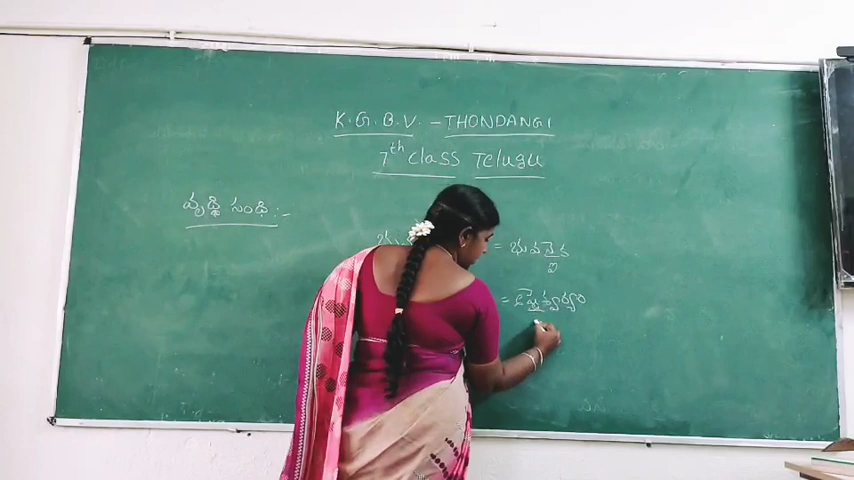 K.G.B.V. - THONDANGI
7th class Telugu
వృద్ధి సంధి :-
= భువనైక
ఐ